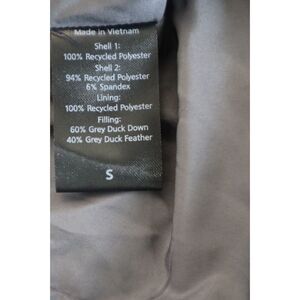 Made in Vietnam
Shell 1:
100% Recycled Polyester
Shell 2:
94% Recycled Polyester
6% Spandex
Lining:
100% Recycled Polyester
Filling:
60% Grey Duck Down
40% Grey Duck Feather
S